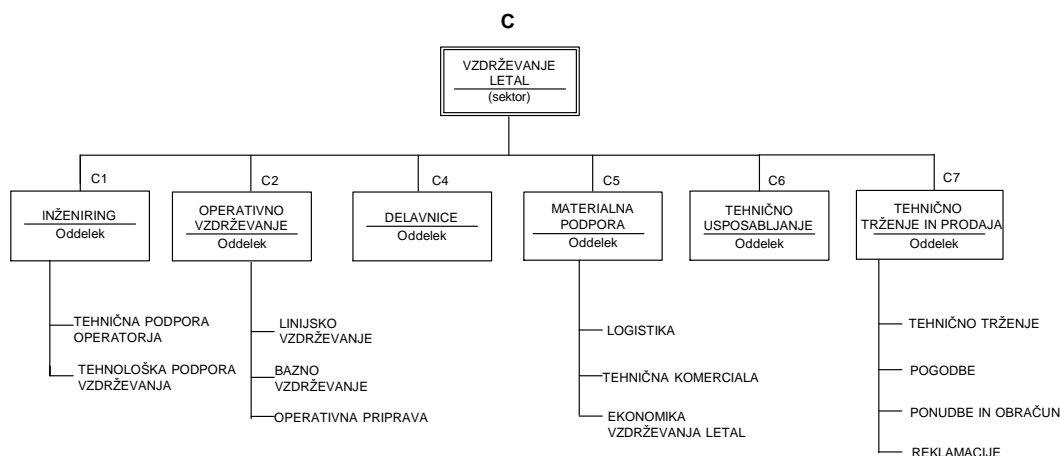 C
VZDRŽEVANJE
LETAL
(sektor)
C1
INŽENIRING
Oddelek
TEHNIČNA PODPORA
OPERATORJA
TEHNOLOŠKA PODPORA
VZDRŽEVANJA
C2
OPERATIVNO
VZDRŽEVANJE
Oddelek
LINIJSKO
VZDRŽEVANJE
BAZNO
VZDRŽEVANJE
OPERATIVNA PRIPRAVA
C4
DELAVNICE
Oddelek
C5
MATERIALNA
PODPORA
Oddelek
LOGISTIKA
TEHNIČNA KOMERCIALA
EKONOMIKA
VZDRŽEVANJA LETAL
C6
TEHNIČNO
USPOSABLJANJE
Oddelek
C7
TEHNIČNO
TRŽENJE IN PRODAJA
Oddelek
TEHNIČNO TRŽENJE
POGODBE
PONUDBE IN OBRAČUN
REKLAMACIJE